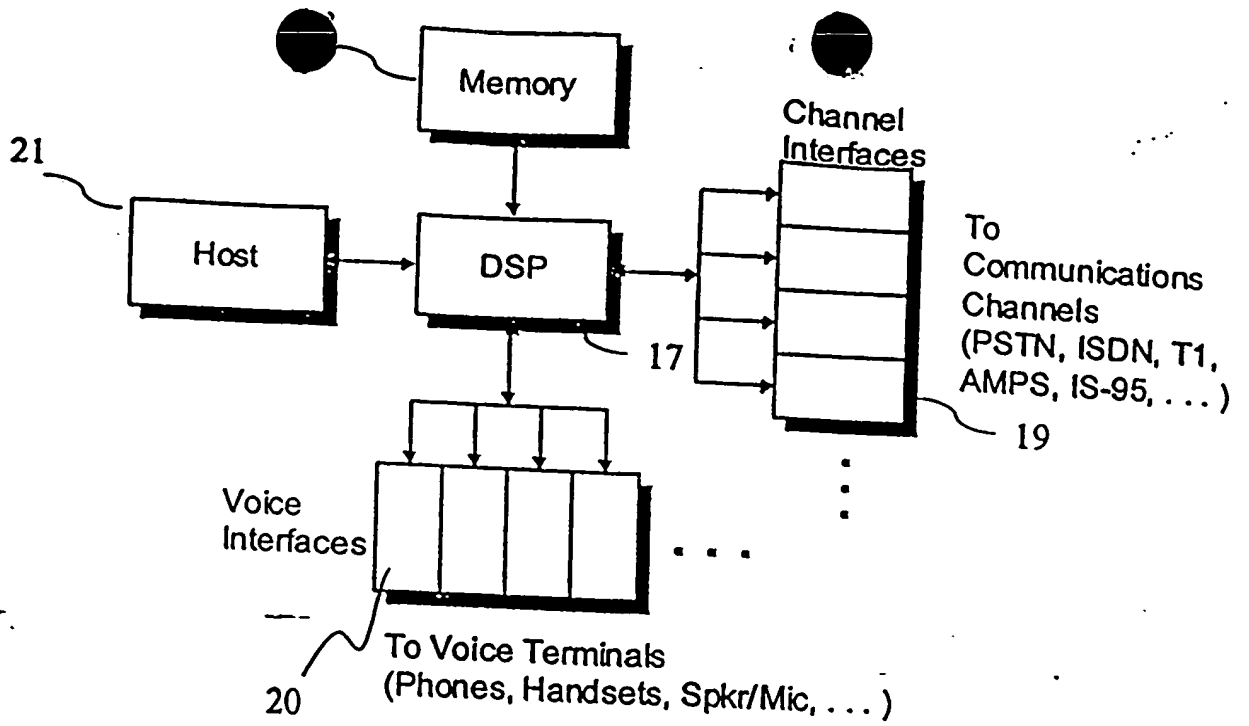 Memory
Channel
Interfaces
21
Host
DSP
17
To
Communications
Channels
(PSTN, ISDN, T1,
AMPS, IS-95, . . . )
19
Voice
Interfaces
20
To Voice Terminals
(Phones, Handsets, Spkr/Mic, . . . )